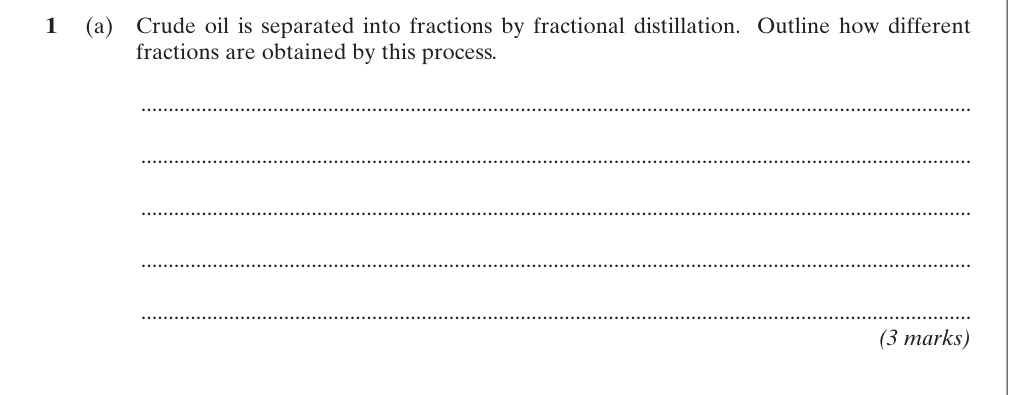 1 (a) Crude oil is separated into fractions by fractional distillation. Outline how different
fractions are obtained by this process.
(3 marks)